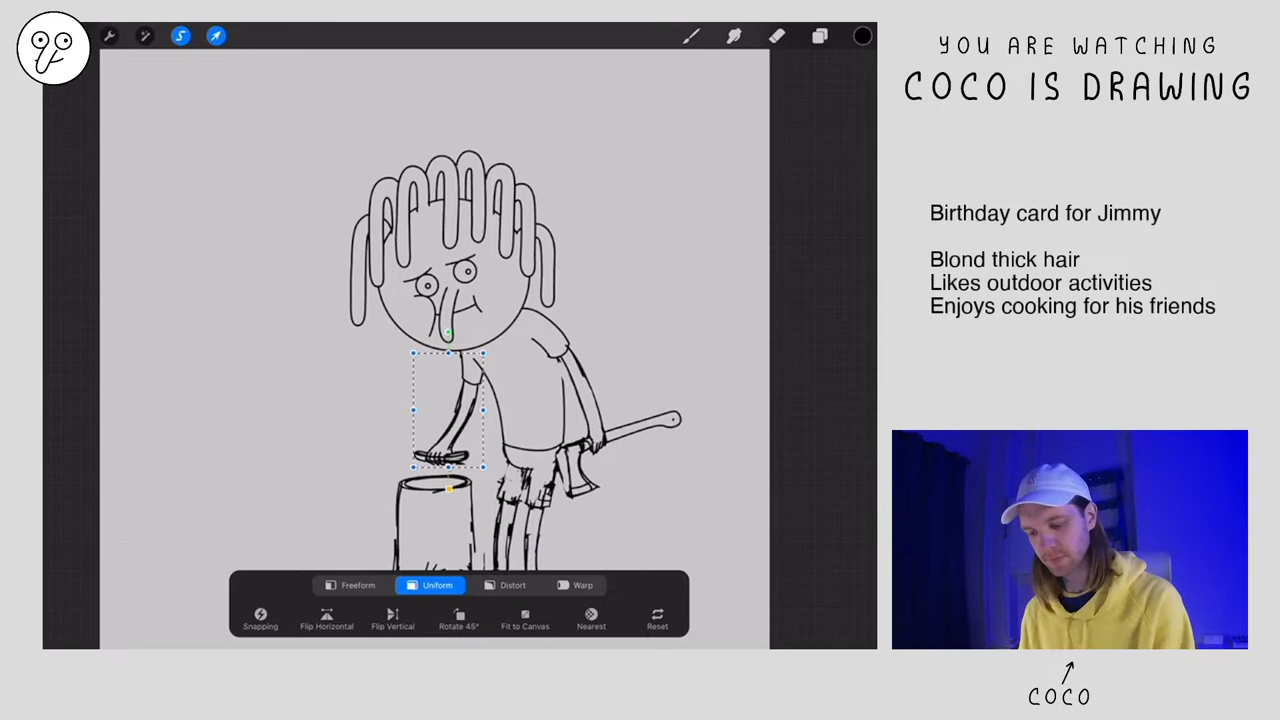 YOU ARE WATCHING
COCO IS DRAWING
Birthday card for Jimmy
Blond thick hair
Likes outdoor activities
Enjoys cooking for his friends
Freeform
Uniform
Distort
Warp
Snapping
Flip Horizontal
Flip Vertical
Rotate 45°
Fit to Canvas
Nearest
Reset
COCO